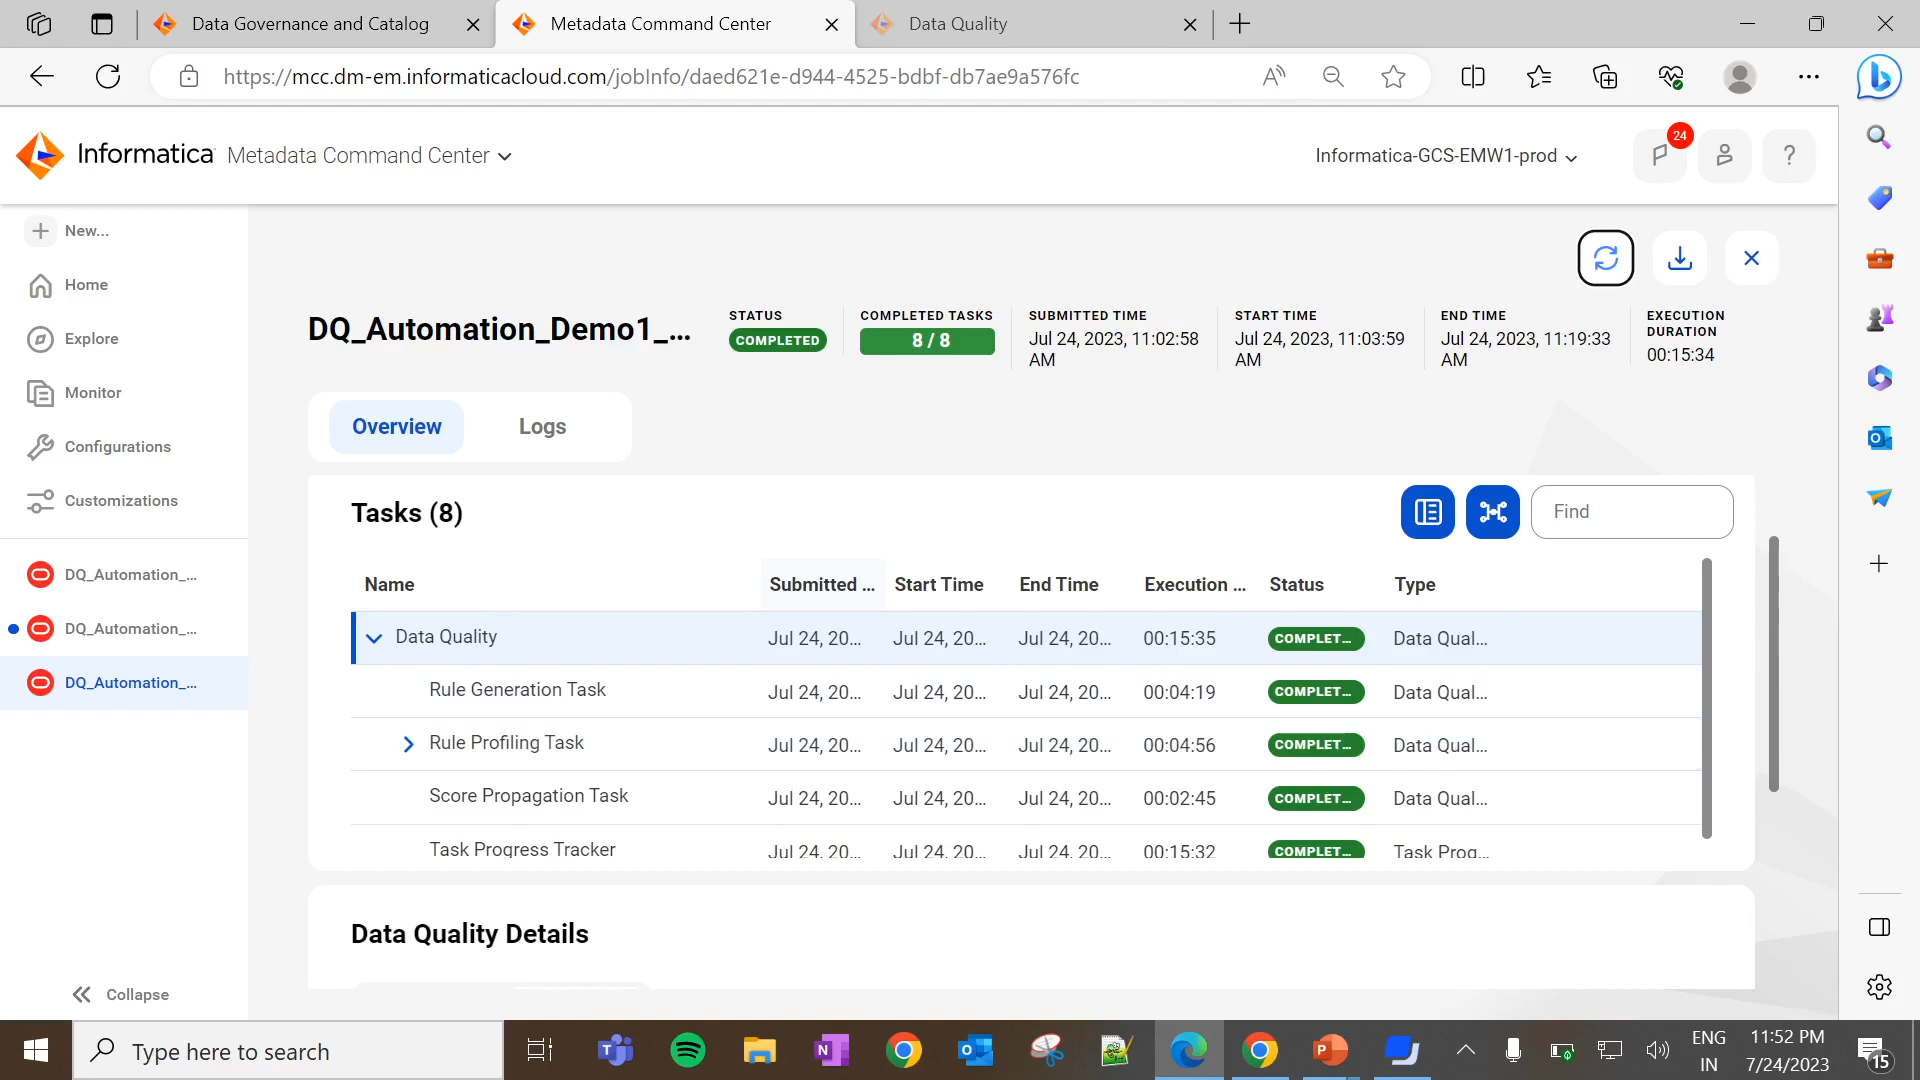 Data Governance and Catalog
Metadata Command Center
Data Quality
https://mcc.dm-em.informaticacloud.com/jobInfo/daed621e-d944-4525-bdbf-db7ae9a576fc
Informatica Metadata Command Center
Informatica-GCS-EMW1-prod
24
?
New...
Home
Explore
Monitor
Configurations
Customizations
DQ_Automation_...
DQ_Automation_...
DQ_Automation_...
Collapse
DQ_Automation_Demo1_...
STATUS
COMPLETED
COMPLETED TASKS
8 / 8
SUBMITTED TIME
Jul 24, 2023, 11:02:58
AM
START TIME
Jul 24, 2023, 11:03:59
AM
END TIME
Jul 24, 2023, 11:19:33
AM
EXECUTION
DURATION
00:15:34
Overview
Logs
Tasks (8)
Find
Name Submitted ... Start Time End Time Execution ... Status Type
Data Quality Jul 24, 20... Jul 24, 20... Jul 24, 20... 00:15:35 COMPLET... Data Qual...
Rule Generation Task Jul 24, 20... Jul 24, 20... Jul 24, 20... 00:04:19 COMPLET... Data Qual...
Rule Profiling Task Jul 24, 20... Jul 24, 20... Jul 24, 20... 00:04:56 COMPLET... Data Qual...
Score Propagation Task Jul 24, 20... Jul 24, 20... Jul 24, 20... 00:02:45 COMPLET... Data Qual...
Task Progress Tracker Jul 24, 20... Jul 24, 20... Jul 24, 20... 00:15:32 COMPLET... Task Prog...
Data Quality Details
Type here to search
ENG
IN
11:52 PM
7/24/2023
15